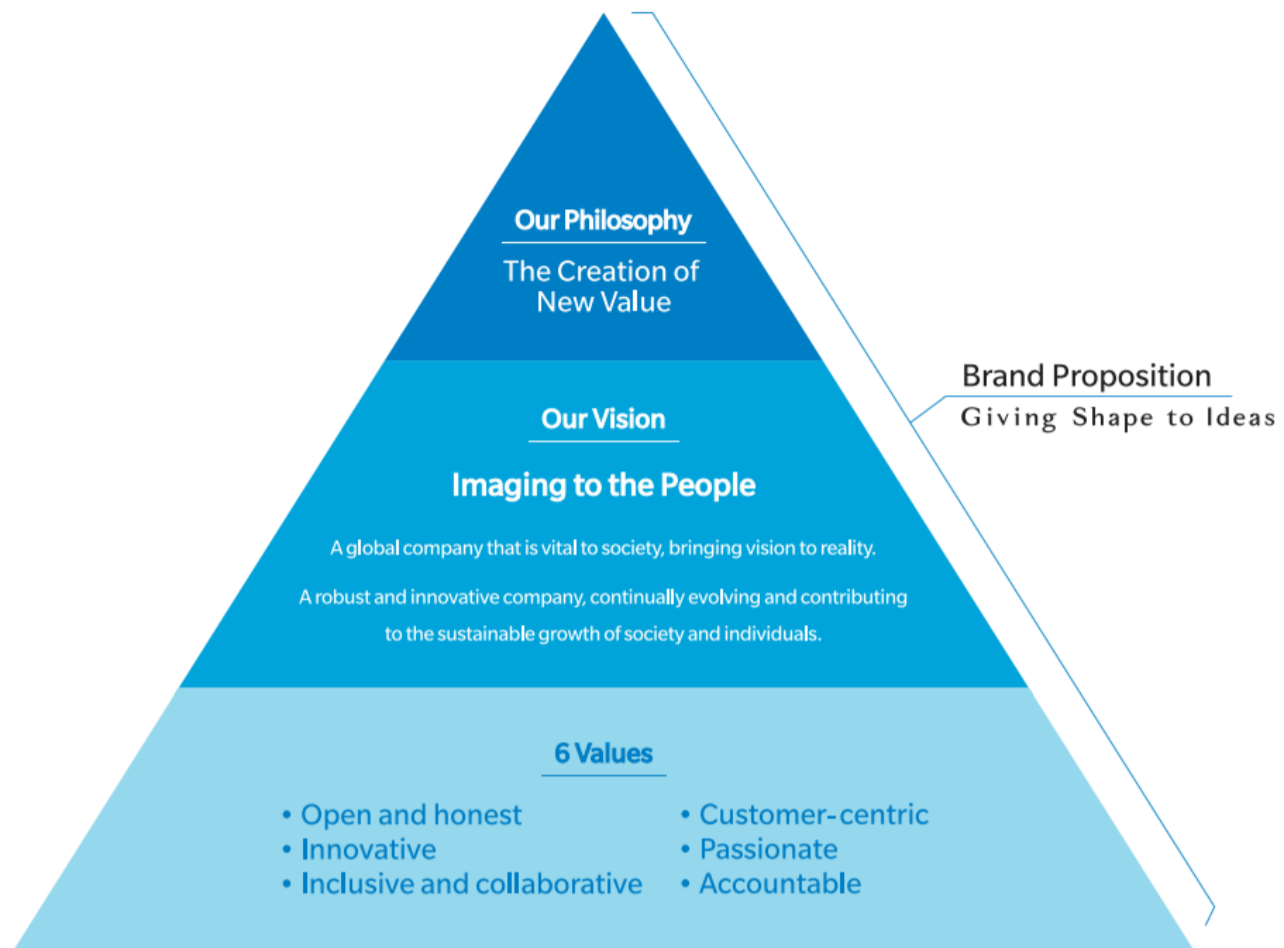 Our Philosophy
The Creation of
New Value
Our Vision
Imaging to the People
A global company that is vital to society, bringing vision to reality.
A robust and innovative company, continually evolving and contributing
to the sustainable growth of society and individuals.
6 Values
• Open and honest
• Innovative
• Inclusive and collaborative
• Customer-centric
• Passionate
• Accountable
Brand Proposition
Giving Shape to Ideas